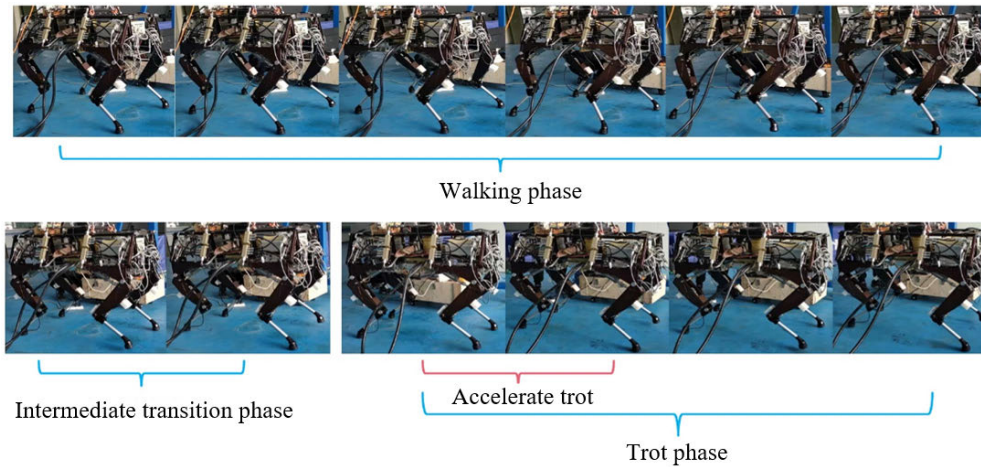 Walking phase
Intermediate transition phase
Accelerate trot
Trot phase